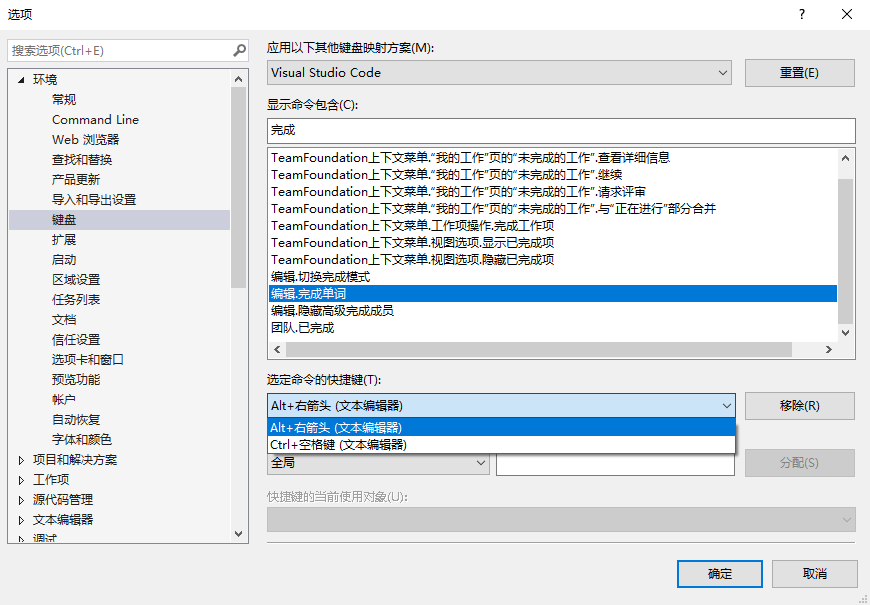 选项
?
搜索选项(Ctrl+E)
环境
常规
Command Line
Web 浏览器
查找和替换
产品更新
导入和导出设置
键盘
扩展
启动
区域设置
任务列表
文档
信任设置
选项卡和窗口
预览功能
帐户
自动恢复
字体和颜色
项目和解决方案
工作项
源代码管理
文本编辑器
调试
应用以下其他键盘映射方案(M):
Visual Studio Code
重置(E)
显示命令包含(C):
完成
TeamFoundation上下文菜单.“我的工作”页的“未完成的工作”.查看详细信息
TeamFoundation上下文菜单.“我的工作”页的“未完成的工作”.继续
TeamFoundation上下文菜单.“我的工作”页的“未完成的工作”.请求评审
TeamFoundation上下文菜单.“我的工作”页的“未完成的工作”.与“正在进行”部分合并
TeamFoundation上下文菜单.工作项操作.完成工作项
TeamFoundation上下文菜单.视图选项.显示已完成项
TeamFoundation上下文菜单.视图选项.隐藏已完成项
编辑.切换完成模式
编辑.完成单词
编辑.隐藏高级完成成员
团队.已完成
选定命令的快捷键(T):
Alt+右箭头 (文本编辑器)
移除(R)
Alt+右箭头 (文本编辑器)
Ctrl+空格键 (文本编辑器)
全局
分配(S)
快捷键的当前使用对象(U):
确定
取消